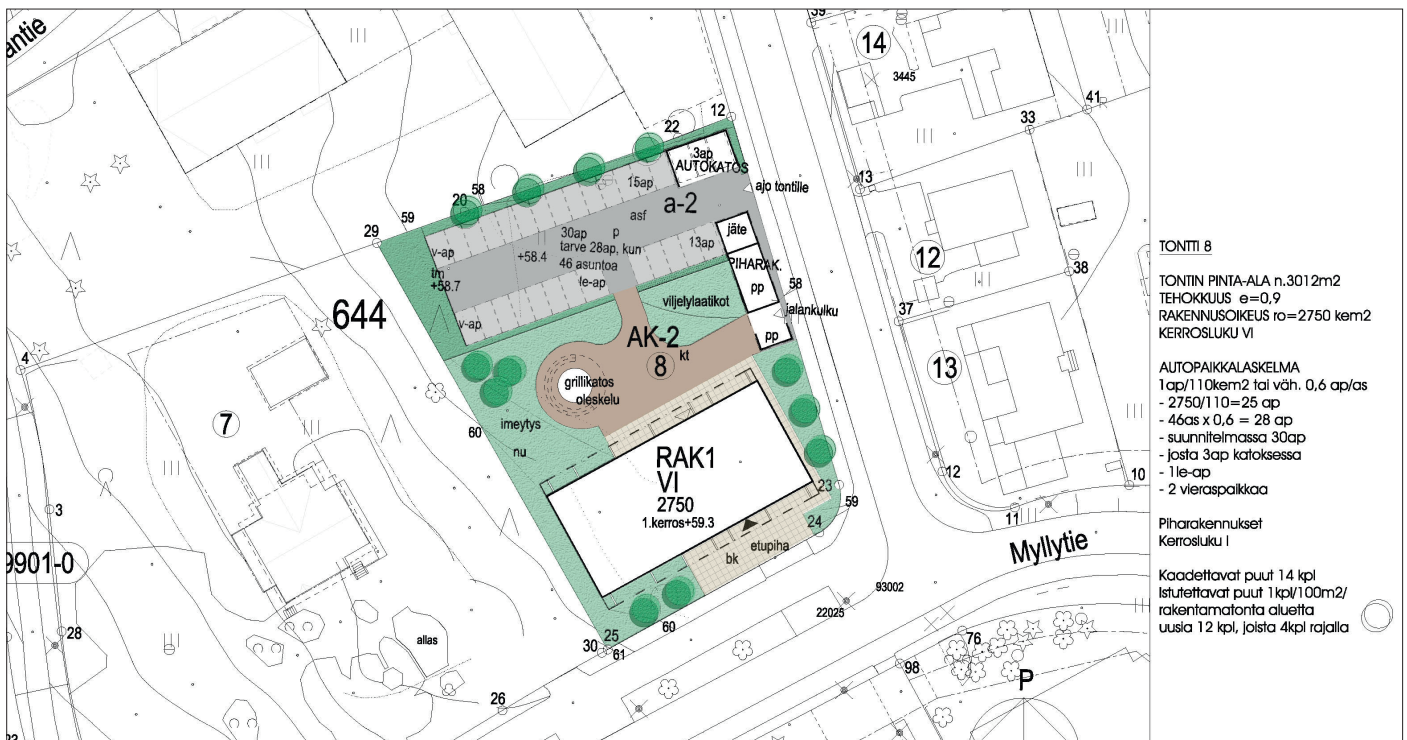 antie
39
14
3445
41
33
12
22
3ap
AUTOKATOS
13
ajo tontille
15ap
58
20
59
29
a-2
asf
30ap
p
tarve 28ap, kun
46 asuntoa
le-ap
+58.4
13ap
v-ap
tm
+58.7
v-ap
jäte
PIHARAK.
pp
58
jalankulku
pp
12
38
37
13
644
viljelylaatikot
AK-2
kt
8
4
grillikatos
oleskelu
imeytys
nu
60
7
RAK1
VI
2750
1.kerros+59.3
23
59
24
bk
etupiha
12
10
11
Myllytie
3
9901-0
28
93002
22025
60
25
30
61
allas
26
76
98
P
23
TONTTI 8
TONTIN PINTA-ALA n.3012m2
TEHOKKUUS e=0,9
RAKENNUSOIKEUS ro=2750 kem2
KERROSLUKU VI
AUTOPAIKKALASKELMA
1ap/110kem2 tai väh. 0,6 ap/as
- 2750/110=25 ap
- 46as x 0,6 = 28 ap
- suunnitelmassa 30ap
- josta 3ap katoksessa
- 1le-ap
- 2 vieraspaikkaa
Piharakennukset
Kerrosluku I
Kaadettavat puut 14 kpl
Istutettavat puut 1kpl/100m2/
rakentamatonta aluetta
uusia 12 kpl, joista 4kpl rajalla